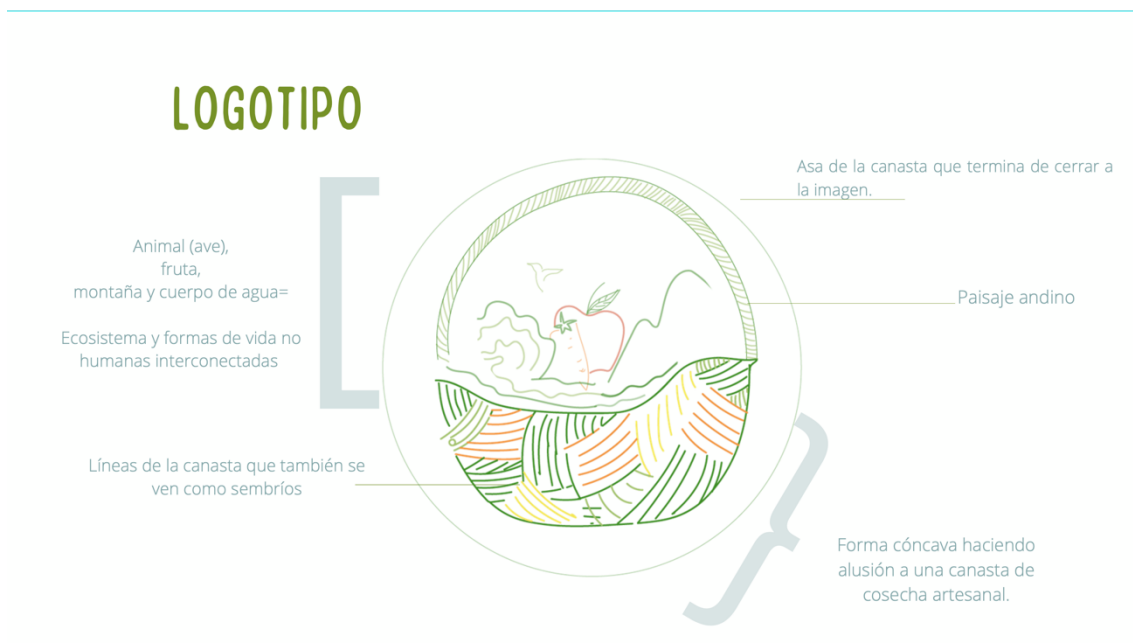 LOGOTIPO
Asa de la canasta que termina de cerrar a
la imagen.
Animal (ave),
fruta,
montaña y cuerpo de agua=
Ecosistema y formas de vida no
humanas interconectadas
Paisaje andino
Líneas de la canasta que también se
ven como sembríos
Forma cóncava haciendo
alusión a una canasta de
cosecha artesanal.